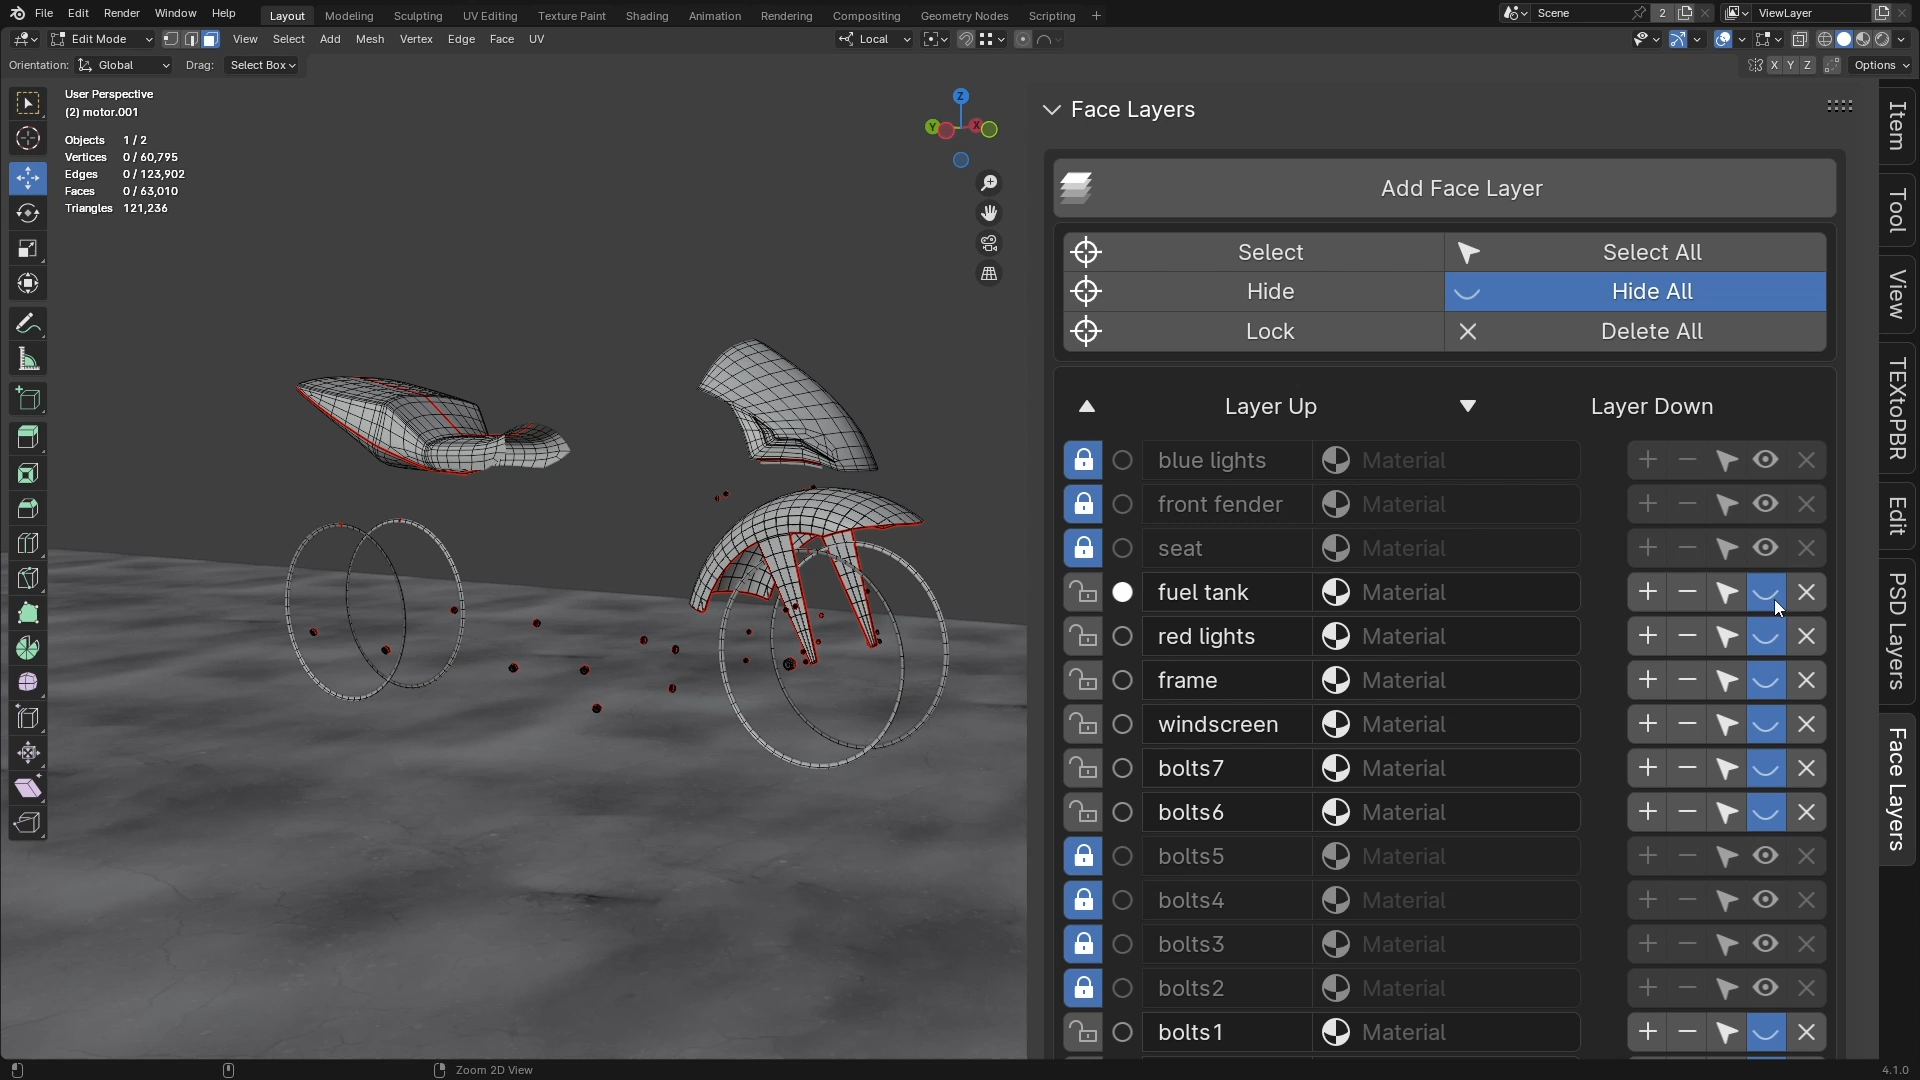 File Edit Render Window Help Layout Modeling Sculpting UV Editing Texture Paint Shading Animation Rendering Compositing Geometry Nodes Scripting + Scene 2 ViewLayer
Edit Mode View Select Add Mesh Vertex Edge Face UV Local
Orientation: Global Drag: Select Box X Y Z Options
User Perspective
(2) motor.001
Objects 1 / 2
Vertices 0 / 60,795
Edges 0 / 123,902
Faces 0 / 63,010
Triangles 121,236
Z
Y X
Face Layers
Add Face Layer
Select Select All
Hide Hide All
Lock Delete All
Layer Up Layer Down
blue lights Material
front fender Material
seat Material
fuel tank Material
red lights Material
frame Material
windscreen Material
bolts7 Material
bolts6 Material
bolts5 Material
bolts4 Material
bolts3 Material
bolts2 Material
bolts1 Material
Item
Tool
View
TEXtoPBR
Edit
PSD Layers
Face Layers
Zoom 2D View 4.1.0